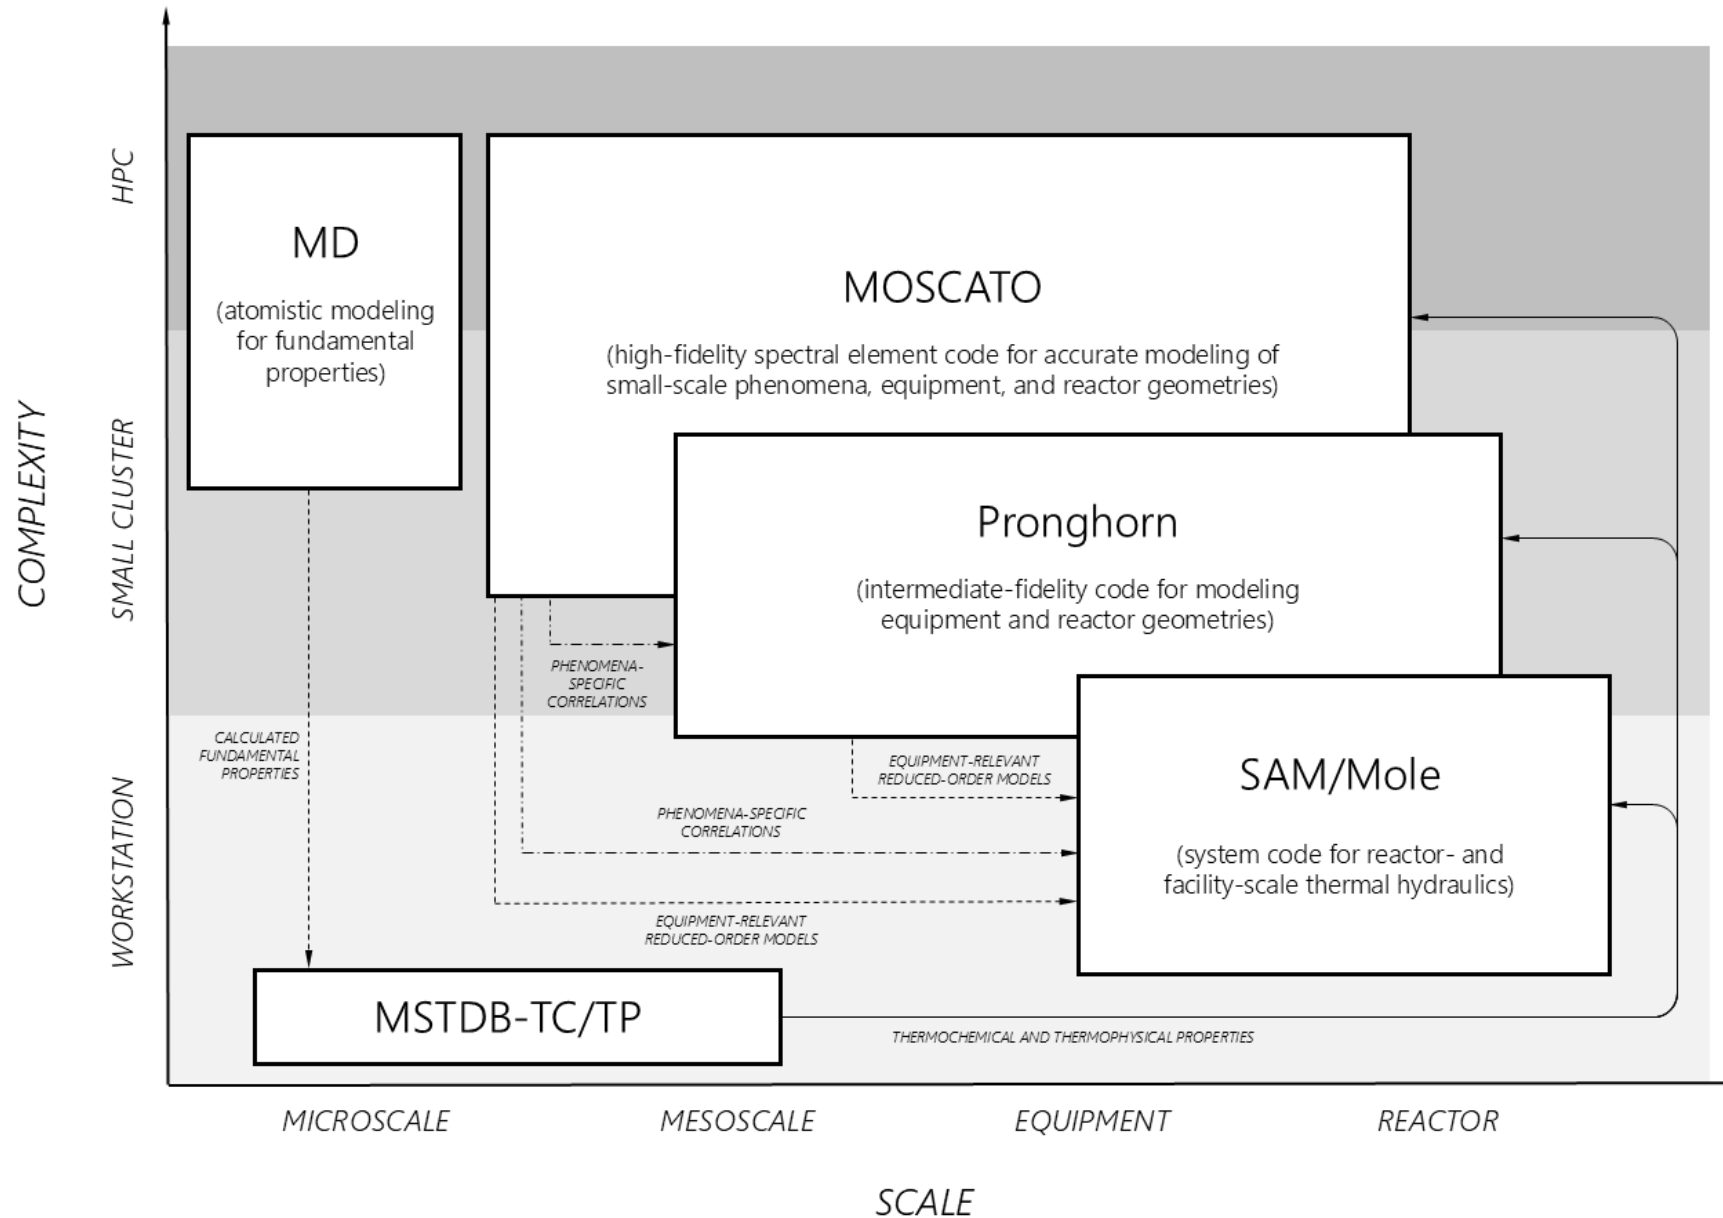 HPC
MD
(atomistic modeling
for fundamental
properties)
MOSCATO
(high-fidelity spectral element code for accurate modeling of
small-scale phenomena, equipment, and reactor geometries)
COMPLEXITY
SMALL CLUSTER
Pronghorn
(intermediate-fidelity code for modeling
equipment and reactor geometries)
PHENOMENA-
SPECIFIC
CORRELATIONS
CALCULATED
FUNDAMENTAL
PROPERTIES
EQUIPMENT-RELEVANT
REDUCED-ORDER MODELS
SAM/Mole
(system code for reactor- and
facility-scale thermal hydraulics)
WORKSTATION
PHENOMENA-SPECIFIC
CORRELATIONS
EQUIPMENT-RELEVANT
REDUCED-ORDER MODELS
MSTDB-TC/TP
THERMOCHEMICAL AND THERMOPHYSICAL PROPERTIES
MICROSCALE
MESOSCALE
EQUIPMENT
REACTOR
SCALE